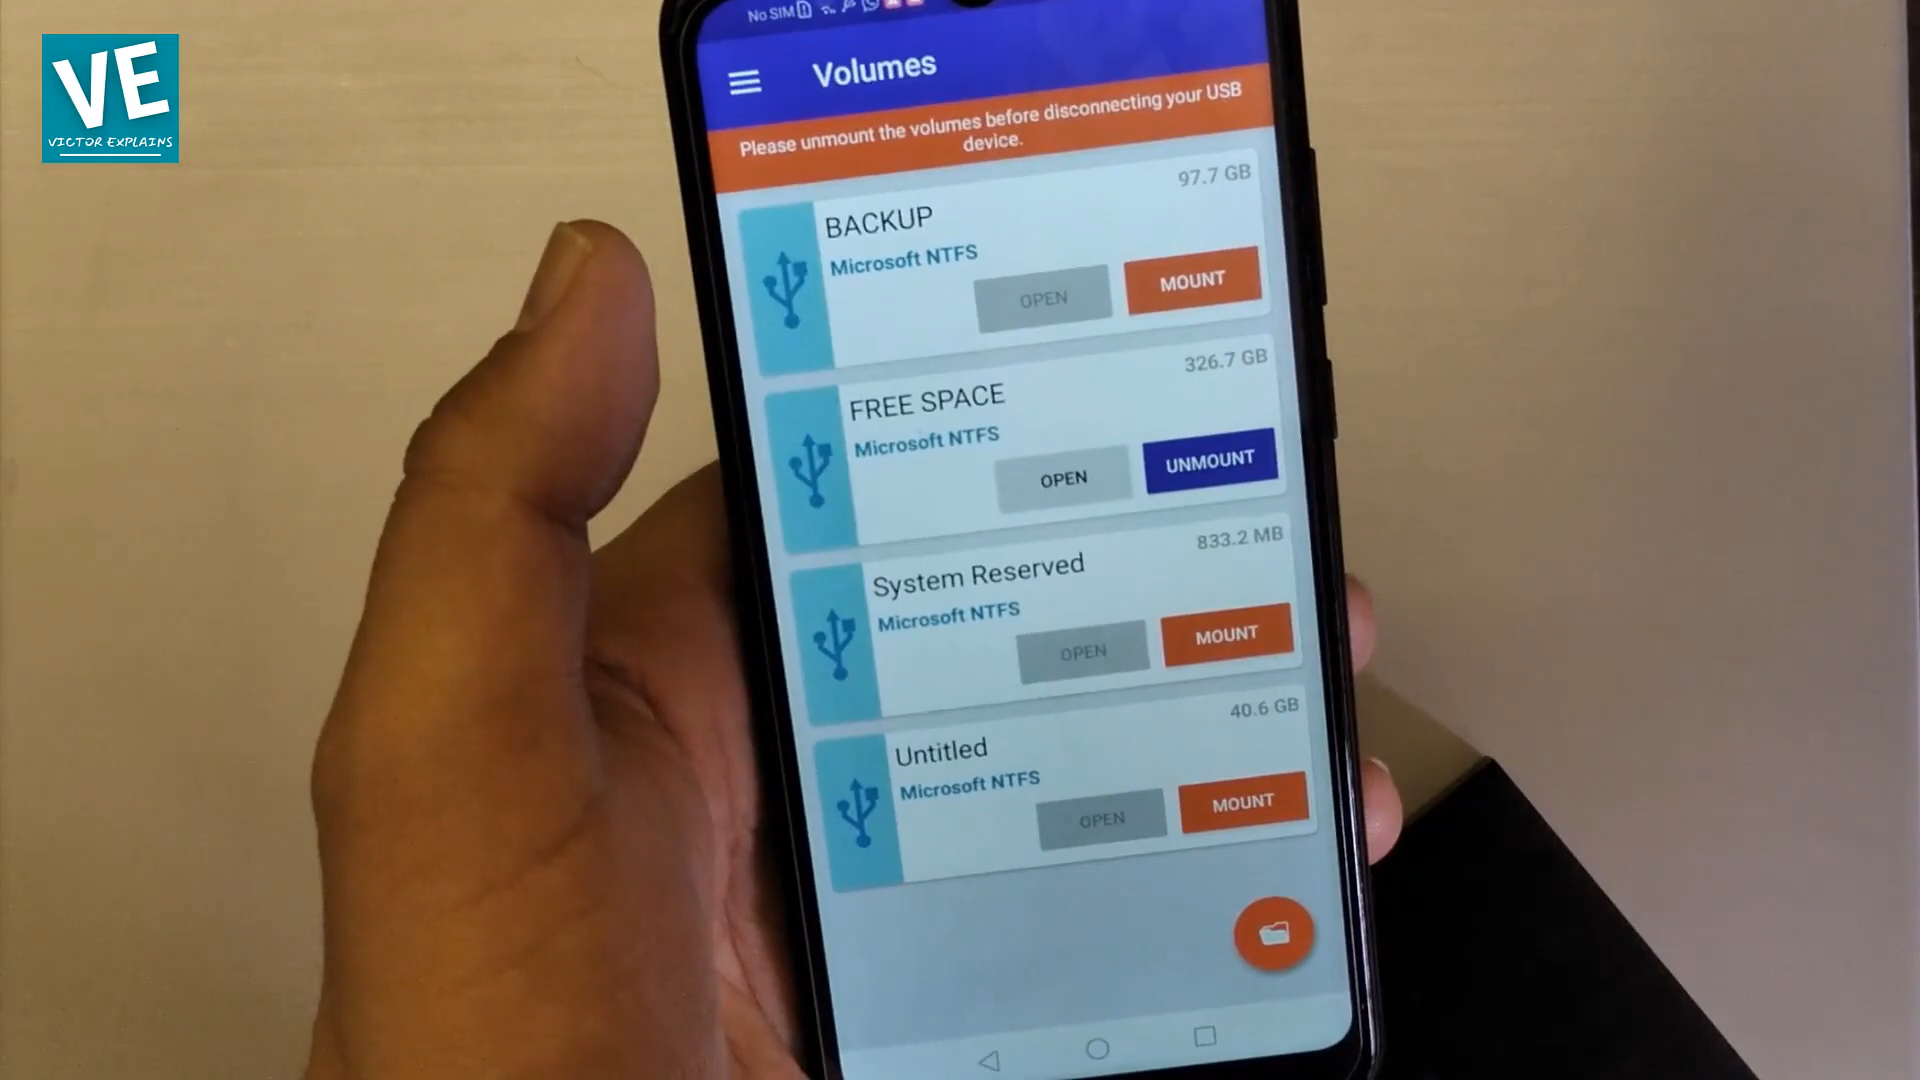 VE
VICTOR EXPLAINS
No SIM
Volumes
Please unmount the volumes before disconnecting your USB
device.
97.7 GB
BACKUP
Microsoft NTFS
OPEN
MOUNT
326.7 GB
FREE SPACE
Microsoft NTFS
OPEN
UNMOUNT
833.2 MB
System Reserved
Microsoft NTFS
OPEN
MOUNT
40.6 GB
Untitled
Microsoft NTFS
OPEN
MOUNT